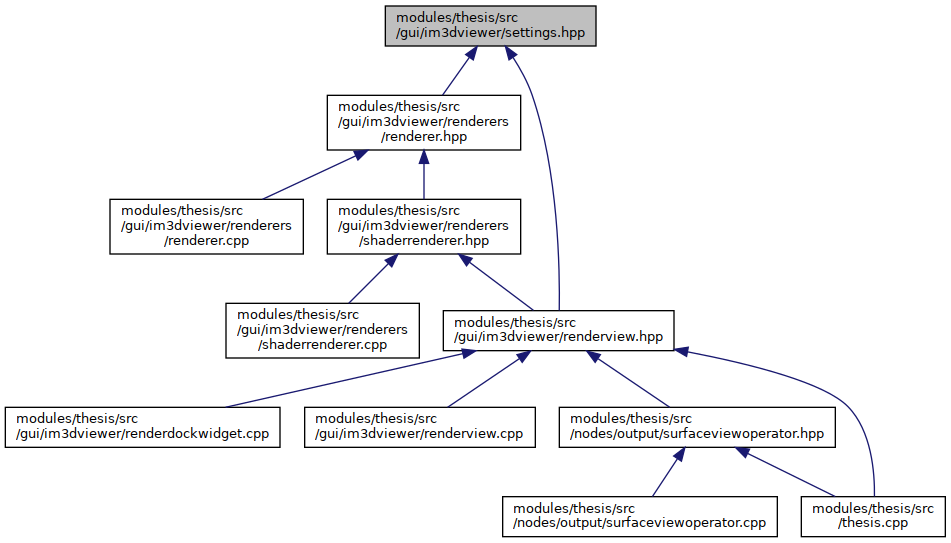 modules/thesis/src
/gui/im3dviewer/settings.hpp
modules/thesis/src
/gui/im3dviewer/renderers
/renderer.hpp
modules/thesis/src
/gui/im3dviewer/renderers
/renderer.cpp
modules/thesis/src
/gui/im3dviewer/renderers
/shaderrenderer.hpp
modules/thesis/src
/gui/im3dviewer/renderers
/shaderrenderer.cpp
modules/thesis/src
/gui/im3dviewer/renderview.hpp
modules/thesis/src
/gui/im3dviewer/renderdockwidget.cpp
modules/thesis/src
/gui/im3dviewer/renderview.cpp
modules/thesis/src
/nodes/output/surfaceviewoperator.hpp
modules/thesis/src
/nodes/output/surfaceviewoperator.cpp
modules/thesis/src
/thesis.cpp